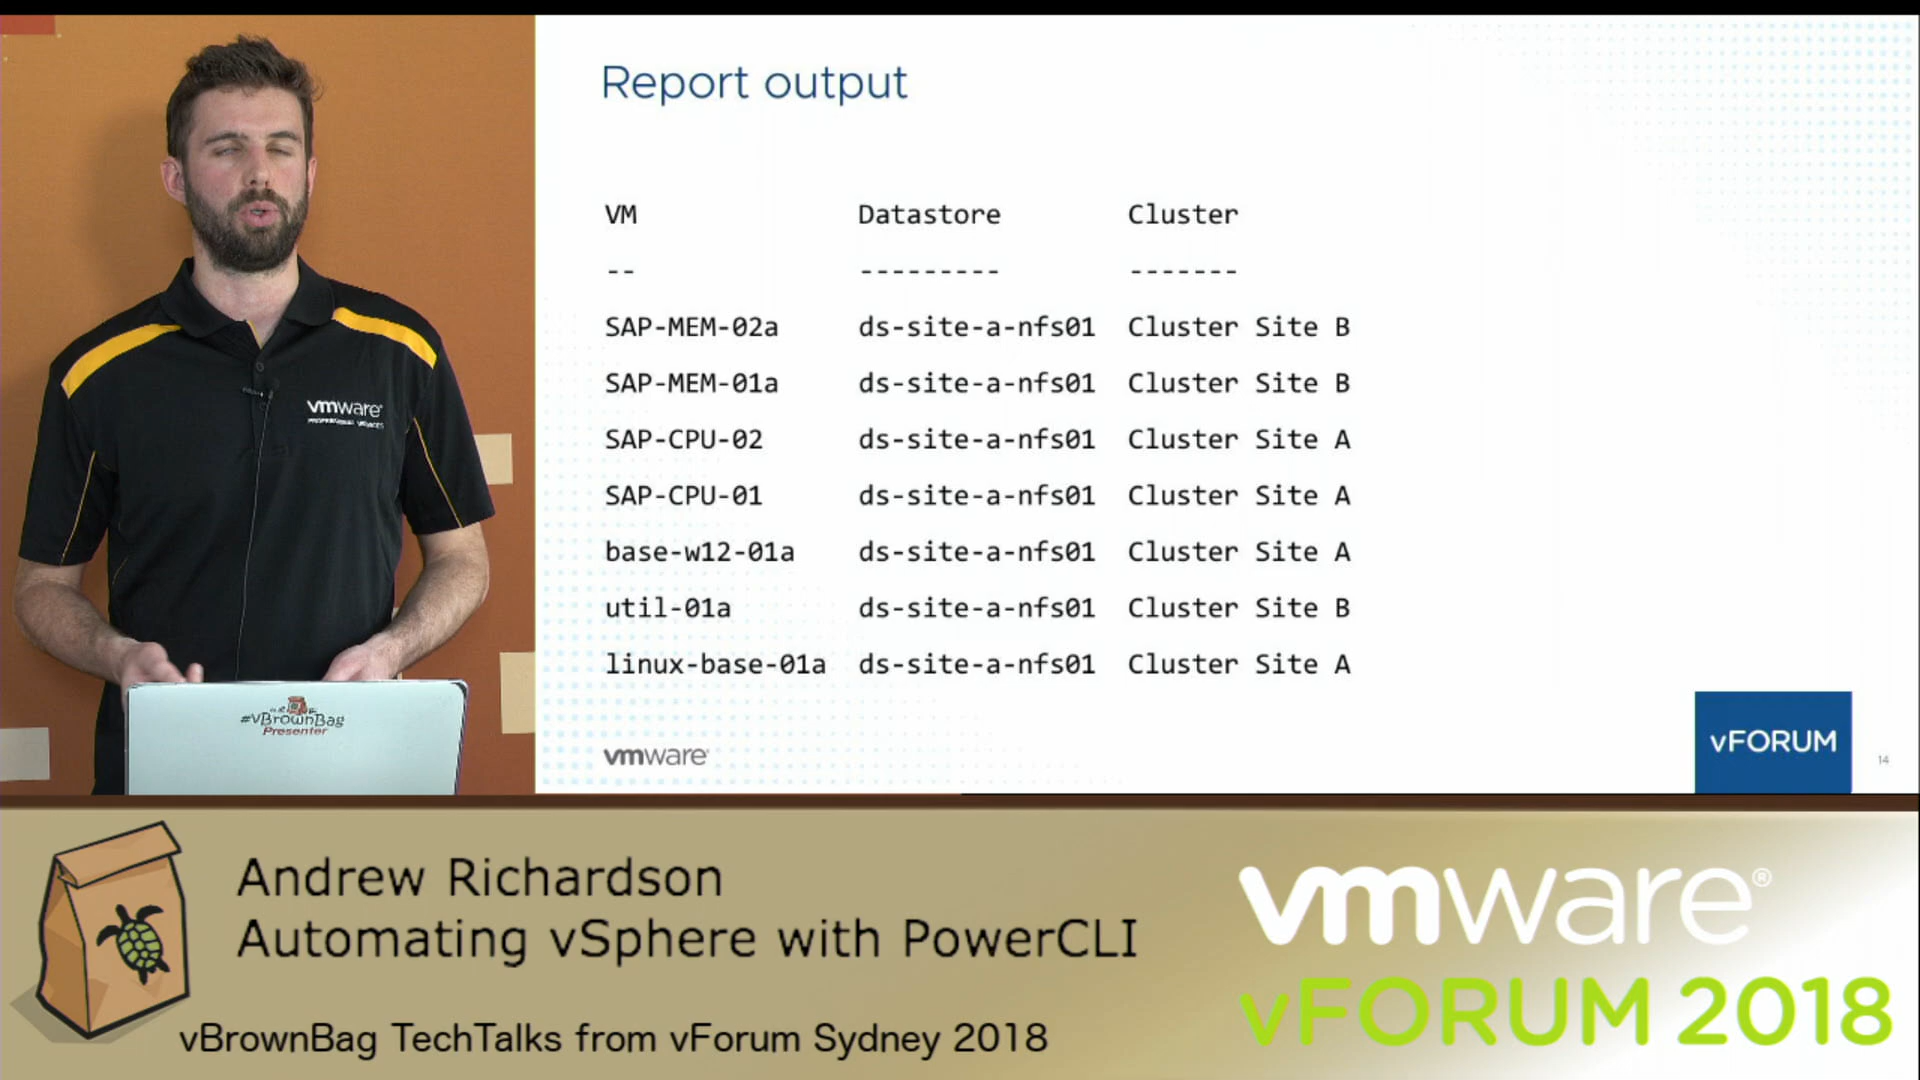 Report output
VM Datastore Cluster
-- --------- -------
SAP-MEM-02a ds-site-a-nfs01 Cluster Site B
SAP-MEM-01a ds-site-a-nfs01 Cluster Site B
SAP-CPU-02 ds-site-a-nfs01 Cluster Site A
SAP-CPU-01 ds-site-a-nfs01 Cluster Site A
base-w12-01a ds-site-a-nfs01 Cluster Site A
util-01a ds-site-a-nfs01 Cluster Site B
linux-base-01a ds-site-a-nfs01 Cluster Site A
vmware®
vFORUM
14
vmware®
#vBrownBag
Presenter
Andrew Richardson
Automating vSphere with PowerCLI
vBrownBag TechTalks from vForum Sydney 2018
vmware®
vFORUM 2018